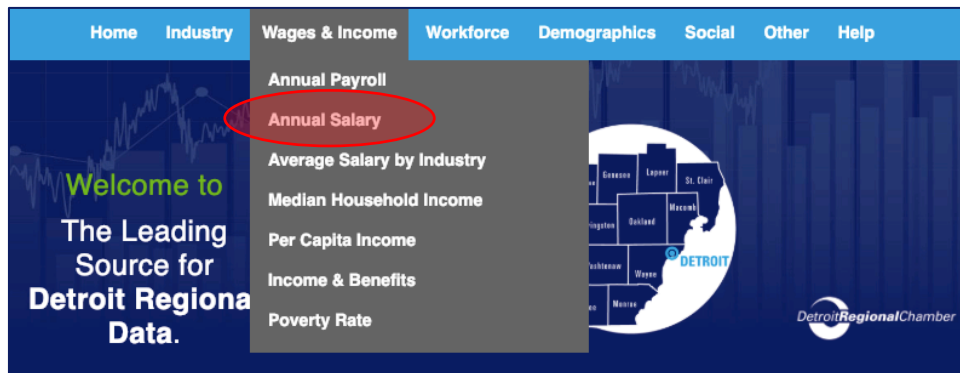 Home Industry Wages & Income Workforce Demographics Social Other Help
Annual Payroll
Annual Salary
Average Salary by Industry
Median Household Income
Per Capita Income
Income & Benefits
Poverty Rate
Welcome to
The Leading
Source for
Detroit Regiona
Data.
Genesee Lapeer St. Clair
Macomb
Oakland
Wayne
Monroe
DETROIT
DetroitRegionalChamber